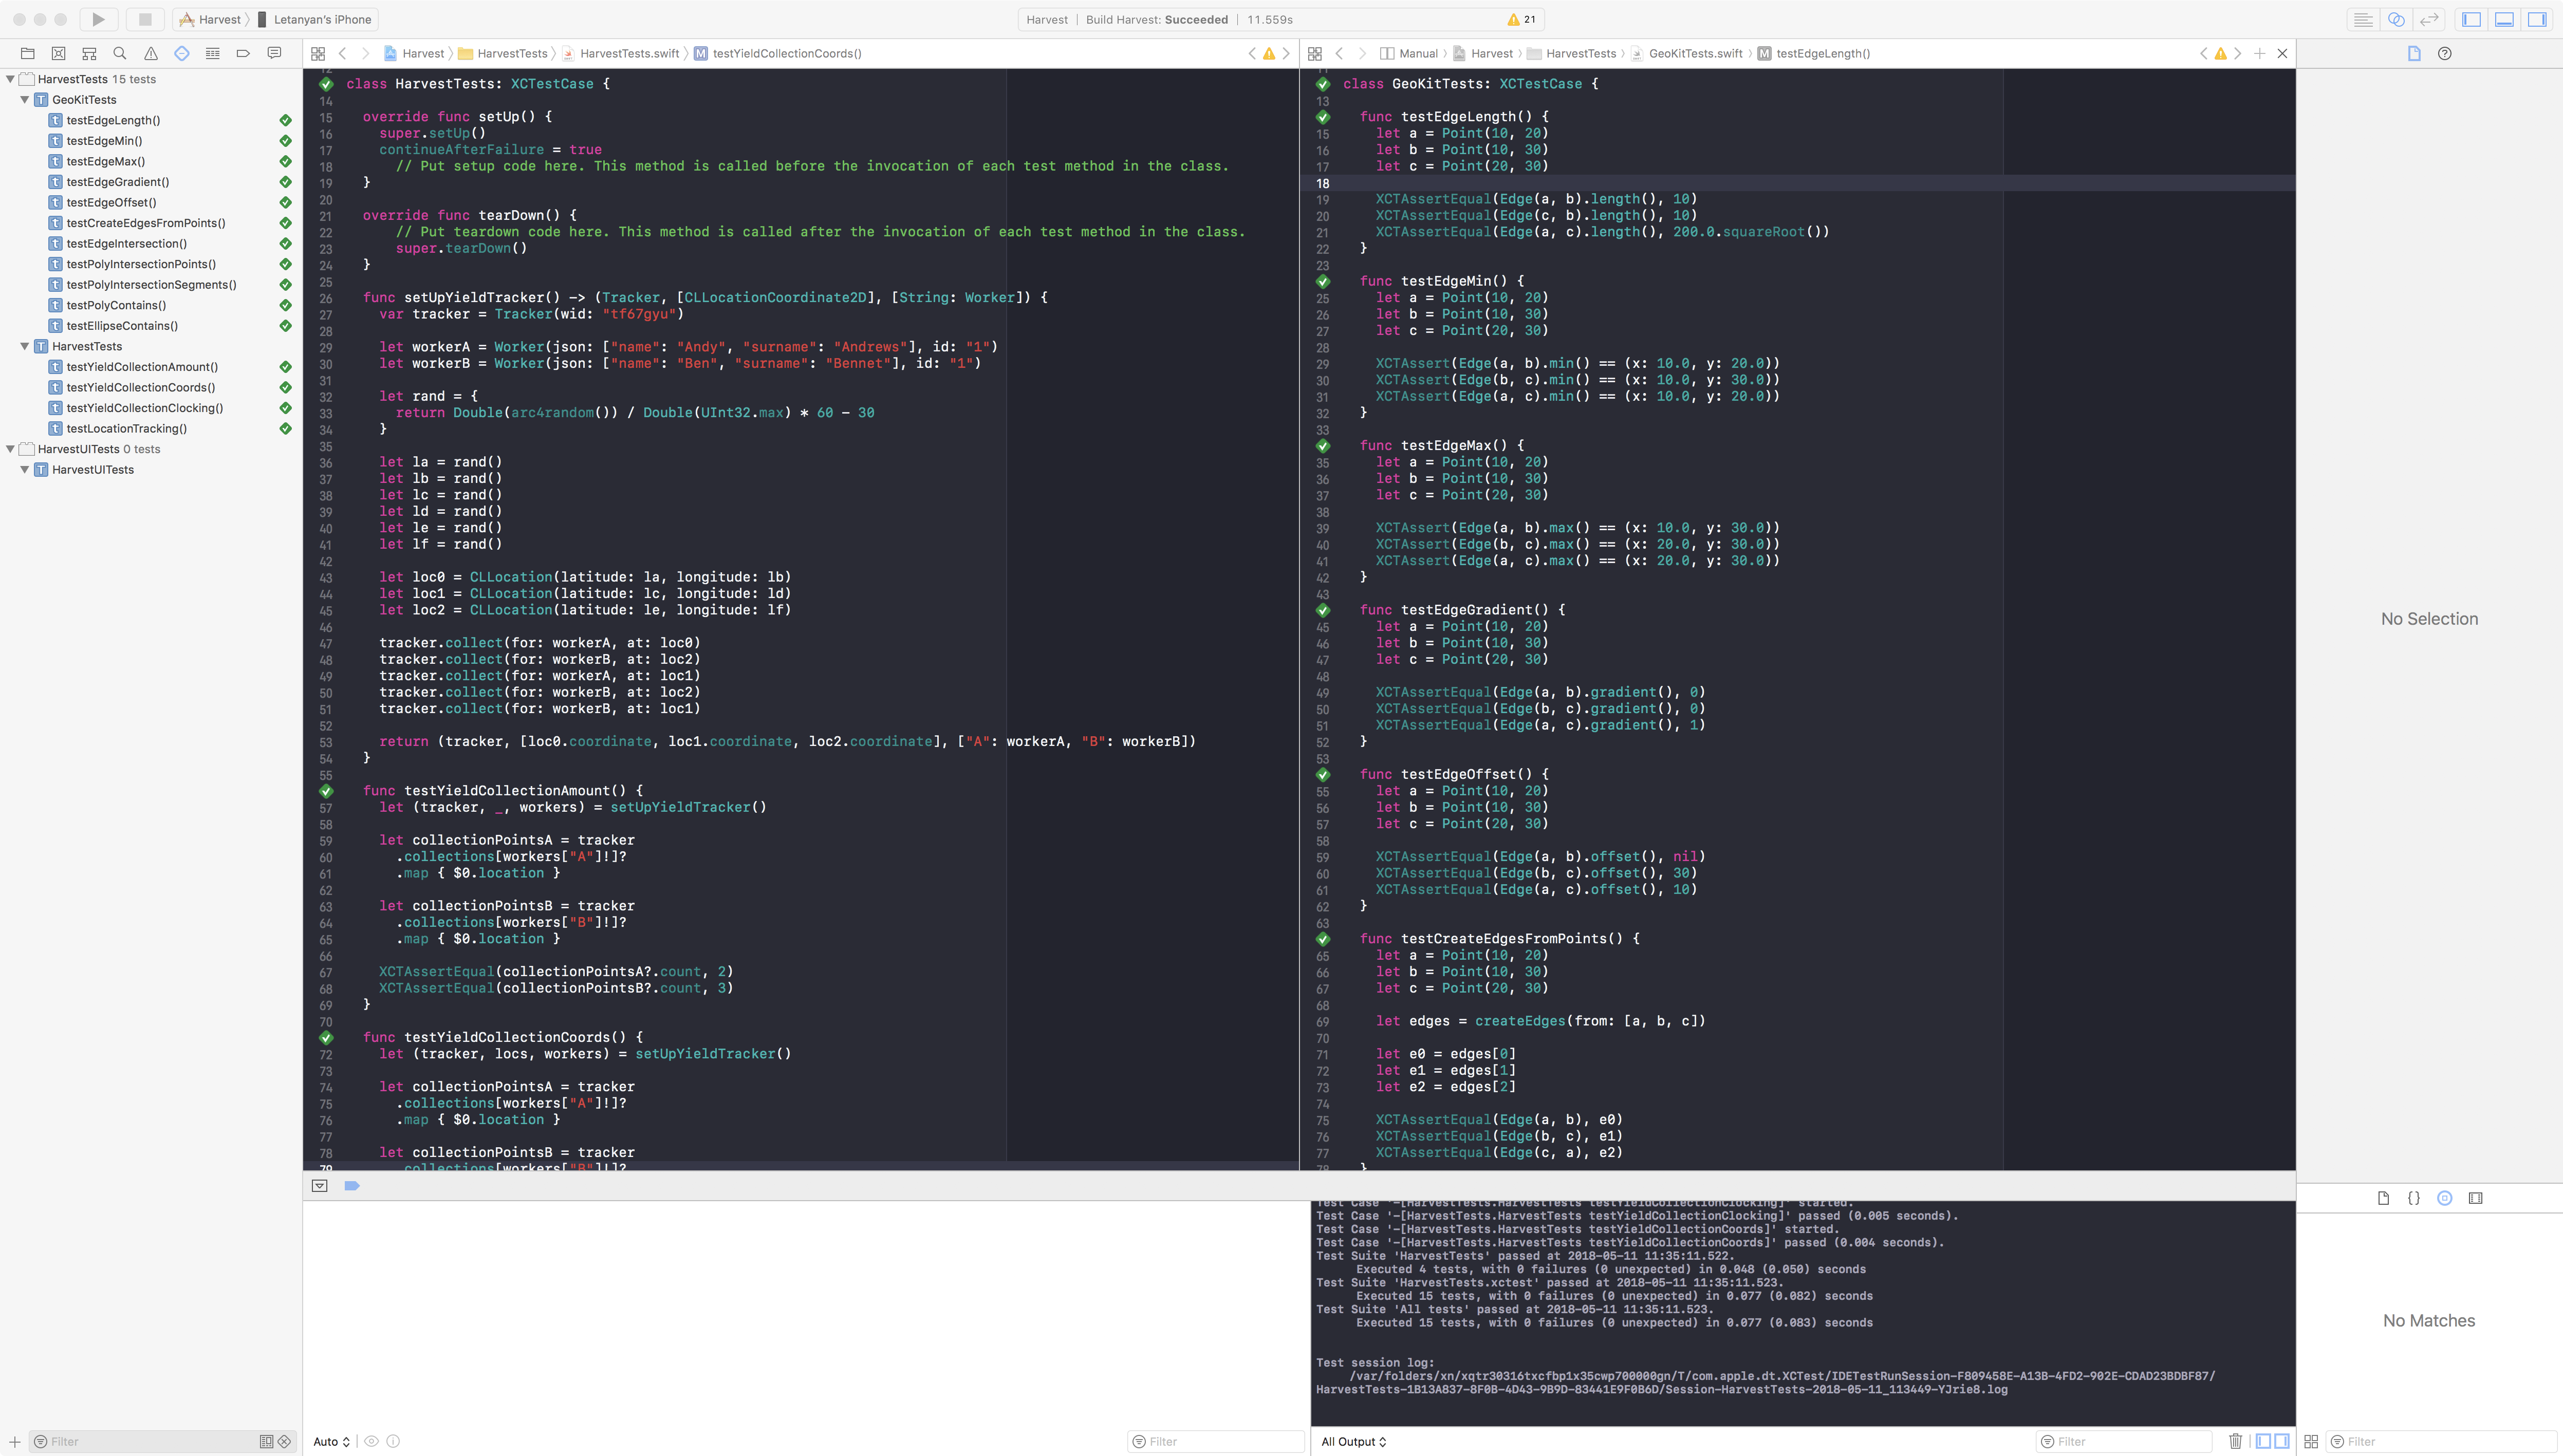 Harvest Letanyan's iPhone
Harvest | Build Harvest: Succeeded | 11.559s
21
HarvestTests 15 tests
GeoKitTests
testEdgeLength()
testEdgeMin()
testEdgeMax()
testEdgeGradient()
testEdgeOffset()
testCreateEdgesFromPoints()
testEdgeIntersection()
testPolyIntersectionPoints()
testPolyIntersectionSegments()
testPolyContains()
testEllipseContains()
HarvestTests
testYieldCollectionAmount()
testYieldCollectionCoords()
testYieldCollectionClocking()
testLocationTracking()
HarvestUITests 0 tests
HarvestUITests
Filter
Harvest HarvestTests HarvestTests.swift M testYieldCollectionCoords()
12
class HarvestTests: XCTestCase {
14
15 override func setUp() {
16 super.setUp()
17 continueAfterFailure = true
18 // Put setup code here. This method is called before the invocation of each test method in the class.
19 }
20
21 override func tearDown() {
22 // Put teardown code here. This method is called after the invocation of each test method in the class.
23 super.tearDown()
24 }
25
26 func setUpYieldTracker() -> (Tracker, [CLLocationCoordinate2D], [String: Worker]) {
27 var tracker = Tracker(wid: "tf67gyu")
28
29 let workerA = Worker(json: ["name": "Andy", "surname": "Andrews"], id: "1")
30 let workerB = Worker(json: ["name": "Ben", "surname": "Bennet"], id: "1")
31
32 let rand = {
33 return Double(arc4random()) / Double(UInt32.max) * 60 - 30
34 }
35
36 let la = rand()
37 let lb = rand()
38 let lc = rand()
39 let ld = rand()
40 let le = rand()
41 let lf = rand()
42
43 let loc0 = CLLocation(latitude: la, longitude: lb)
44 let loc1 = CLLocation(latitude: lc, longitude: ld)
45 let loc2 = CLLocation(latitude: le, longitude: lf)
46
47 tracker.collect(for: workerA, at: loc0)
48 tracker.collect(for: workerB, at: loc2)
49 tracker.collect(for: workerA, at: loc1)
50 tracker.collect(for: workerB, at: loc2)
51 tracker.collect(for: workerB, at: loc1)
52
53 return (tracker, [loc0.coordinate, loc1.coordinate, loc2.coordinate], ["A": workerA, "B": workerB])
54 }
55
func testYieldCollectionAmount() {
57 let (tracker, _, workers) = setUpYieldTracker()
58
59 let collectionPointsA = tracker
60 .collections[workers["A"]!]?
61 .map { $0.location }
62
63 let collectionPointsB = tracker
64 .collections[workers["B"]!]?
65 .map { $0.location }
66
67 XCTAssertEqual(collectionPointsA?.count, 2)
68 XCTAssertEqual(collectionPointsB?.count, 3)
69 }
70
func testYieldCollectionCoords() {
72 let (tracker, locs, workers) = setUpYieldTracker()
73
74 let collectionPointsA = tracker
75 .collections[workers["A"]!]?
76 .map { $0.location }
77
78 let collectionPointsB = tracker
79 .collections[workers["B"]!]?
Manual Harvest HarvestTests GeoKitTests.swift M testEdgeLength()
11
class GeoKitTests: XCTestCase {
13
func testEdgeLength() {
15 let a = Point(10, 20)
16 let b = Point(10, 30)
17 let c = Point(20, 30)
18
19 XCTAssertEqual(Edge(a, b).length(), 10)
20 XCTAssertEqual(Edge(c, b).length(), 10)
21 XCTAssertEqual(Edge(a, c).length(), 200.0.squareRoot())
22 }
23
func testEdgeMin() {
25 let a = Point(10, 20)
26 let b = Point(10, 30)
27 let c = Point(20, 30)
28
29 XCTAssert(Edge(a, b).min() == (x: 10.0, y: 20.0))
30 XCTAssert(Edge(b, c).min() == (x: 10.0, y: 30.0))
31 XCTAssert(Edge(a, c).min() == (x: 10.0, y: 20.0))
32 }
33
func testEdgeMax() {
35 let a = Point(10, 20)
36 let b = Point(10, 30)
37 let c = Point(20, 30)
38
39 XCTAssert(Edge(a, b).max() == (x: 10.0, y: 30.0))
40 XCTAssert(Edge(b, c).max() == (x: 20.0, y: 30.0))
41 XCTAssert(Edge(a, c).max() == (x: 20.0, y: 30.0))
42 }
43
func testEdgeGradient() {
45 let a = Point(10, 20)
46 let b = Point(10, 30)
47 let c = Point(20, 30)
48
49 XCTAssertEqual(Edge(a, b).gradient(), 0)
50 XCTAssertEqual(Edge(b, c).gradient(), 0)
51 XCTAssertEqual(Edge(a, c).gradient(), 1)
52 }
53
func testEdgeOffset() {
55 let a = Point(10, 20)
56 let b = Point(10, 30)
57 let c = Point(20, 30)
58
59 XCTAssertEqual(Edge(a, b).offset(), nil)
60 XCTAssertEqual(Edge(b, c).offset(), 30)
61 XCTAssertEqual(Edge(a, c).offset(), 10)
62 }
63
func testCreateEdgesFromPoints() {
65 let a = Point(10, 20)
66 let b = Point(10, 30)
67 let c = Point(20, 30)
68
69 let edges = createEdges(from: [a, b, c])
70
71 let e0 = edges[0]
72 let e1 = edges[1]
73 let e2 = edges[2]
74
75 XCTAssertEqual(Edge(a, b), e0)
76 XCTAssertEqual(Edge(b, c), e1)
77 XCTAssertEqual(Edge(c, a), e2)
78 }
No Selection
Auto
Filter
Test Case '-[HarvestTests.HarvestTests testYieldCollectionClocking]' started.
Test Case '-[HarvestTests.HarvestTests testYieldCollectionClocking]' passed (0.005 seconds).
Test Case '-[HarvestTests.HarvestTests testYieldCollectionCoords]' started.
Test Case '-[HarvestTests.HarvestTests testYieldCollectionCoords]' passed (0.004 seconds).
Test Suite 'HarvestTests' passed at 2018-05-11 11:35:11.522.
Executed 4 tests, with 0 failures (0 unexpected) in 0.048 (0.050) seconds
Test Suite 'HarvestTests.xctest' passed at 2018-05-11 11:35:11.523.
Executed 15 tests, with 0 failures (0 unexpected) in 0.077 (0.082) seconds
Test Suite 'All tests' passed at 2018-05-11 11:35:11.523.
Executed 15 tests, with 0 failures (0 unexpected) in 0.077 (0.083) seconds
Test session log:
/var/folders/xn/xqtr30316txcfbp1x35cwp700000gn/T/com.apple.dt.XCTest/IDETestRunSession-F809458E-A13B-4FD2-902E-CDAD23BDBF87/
HarvestTests-1B13A837-8F0B-4D43-9B9D-83441E9F0B6D/Session-HarvestTests-2018-05-11_113449-YJrie8.log
All Output
Filter
No Matches
Filter